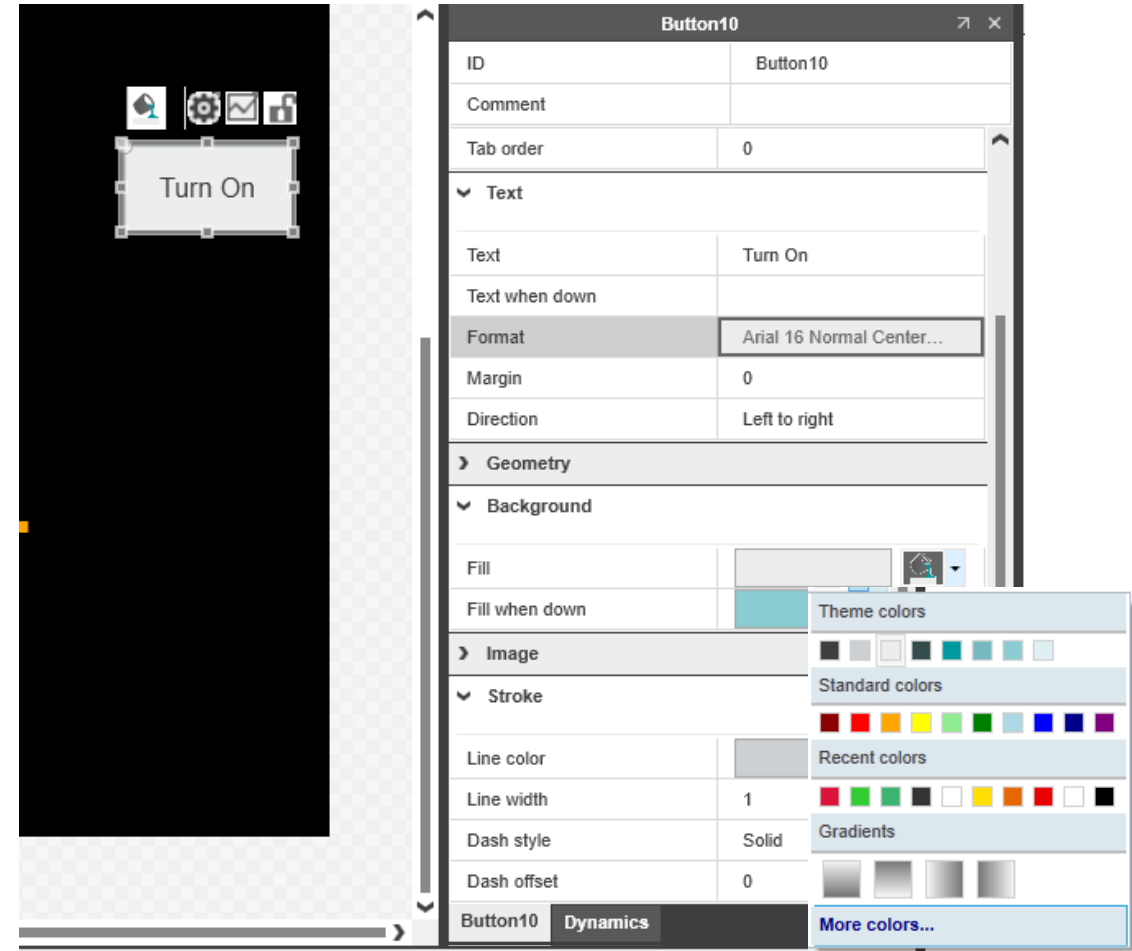 Button10
ID Button10
Comment
Tab order 0
Turn On
Text
Text Turn On
Text when down
Format Arial 16 Normal Center...
Margin 0
Direction Left to right
Geometry
Background
Fill
Fill when down
Theme colors
Image
Standard colors
Stroke
Line color Recent colors
Line width 1
Dash style Solid
Gradients
Dash offset 0
Button10 Dynamics
More colors...